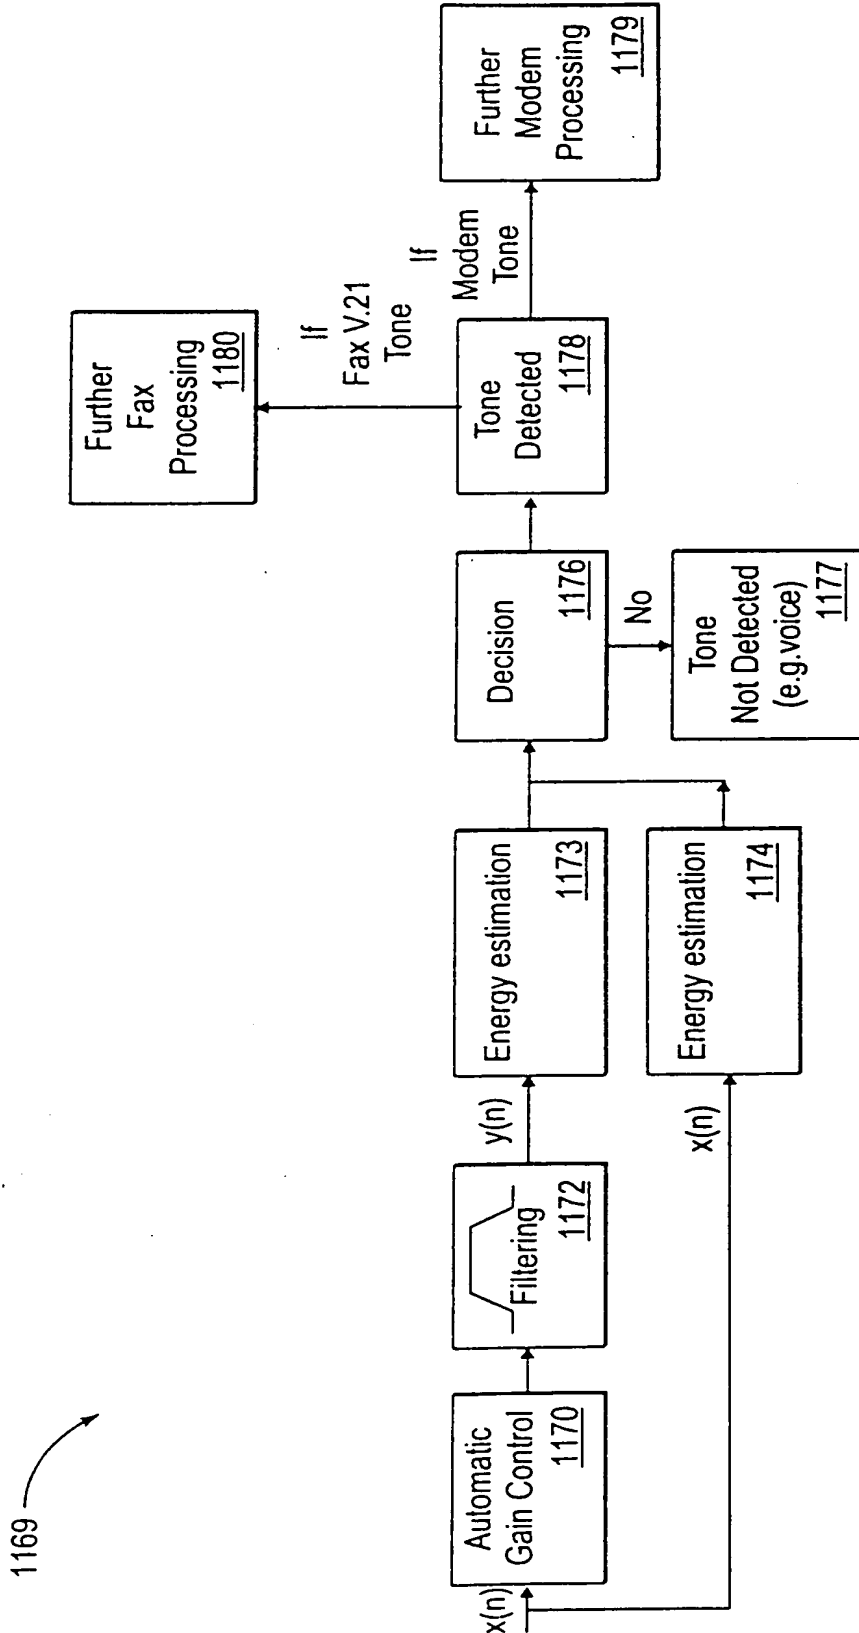 1169
x(n)
Automatic
Gain Control
1170
Filtering
1172
y(n)
Energy estimation
1173
x(n)
Energy estimation
1174
Decision
1176
No
Tone
Not Detected
(e.g.voice)
1177
Tone
Detected
1178
If
Fax V.21
Tone
Further
Fax
Processing
1180
If
Modem
Tone
Further
Modem
Processing
1179